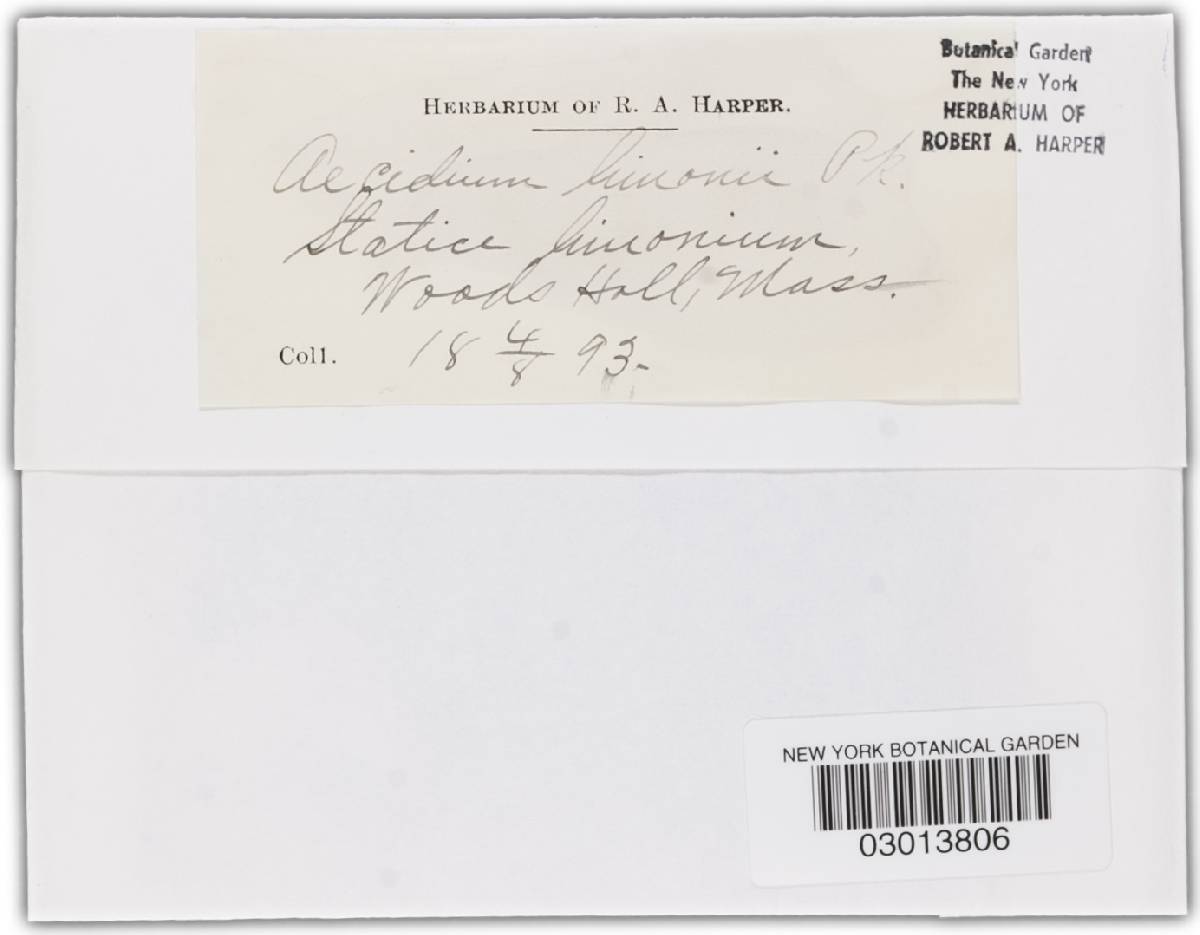 HERBARIUM OF R. A. HARPER.
Aecidium limonii Pk.
Statice limonium,
Woods Holl, Mass.
Coll. 18 4/8 93-
Botanical Garden
The New York
HERBARIUM OF
ROBERT A. HARPER
NEW YORK BOTANICAL GARDEN
03013806